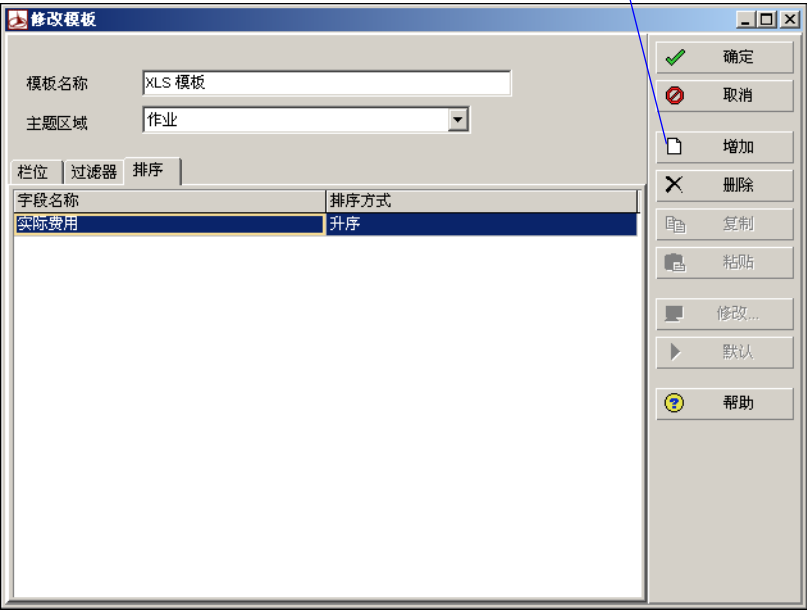 修改模板
模板名称 XLS 模板
主题区域 作业
栏位 过滤器 排序
字段名称 排序方式
实际费用 升序
确定
取消
增加
删除
复制
粘贴
修改...
默认
帮助